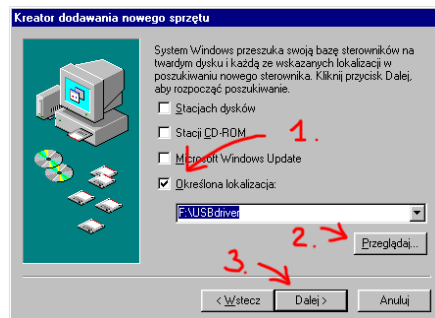 Kreator dodawania nowego sprzętu
System Windows przeszuka swoją bazę sterowników na
twardym dysku i każdą ze wskazanych lokalizacji w
poszukiwaniu nowego sterownika. Kliknij przycisk Dalej,
aby rozpocząć poszukiwanie.
Stacjach dysków
Stacji CD-ROM
1.
Microsoft Windows Update
Określona lokalizacja:
F:\USBdriver
2.
Przeglądaj...
3.
< Wstecz Dalej > Anuluj